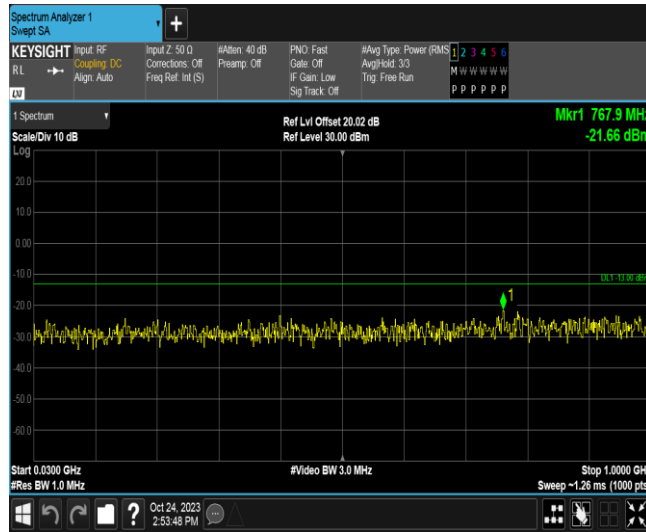 Spectrum Analyzer 1
Swept SA
+
KEYSIGHT
RL
LXI
Input: RF
Coupling: DC
Align: Auto
Input Z: 50 Ω
Corrections: Off
Freq Ref: Int (S)
#Atten: 40 dB
Preamp: Off
PNO: Fast
Gate: Off
IF Gain: Low
Sig Track: Off
#Avg Type: Power (RMS
Avg|Hold: 3/3
Trig: Free Run
1 2 3 4 5 6
M W W W W W
P P P P P P
1 Spectrum
Scale/Div 10 dB
Ref Lvl Offset 20.02 dB
Ref Level 30.00 dBm
Mkr1 767.9 MHz
-21.66 dBm
Log
20.0
10.0
0.00
-10.0
DL1 -13.00 dBm
1
-20.0
-30.0
-40.0
-50.0
-60.0
Start 0.0300 GHz
#Res BW 1.0 MHz
#Video BW 3.0 MHz
Stop 1.0000 GH
Sweep ~1.26 ms (1000 pts
?
Oct 24, 2023
2:53:48 PM